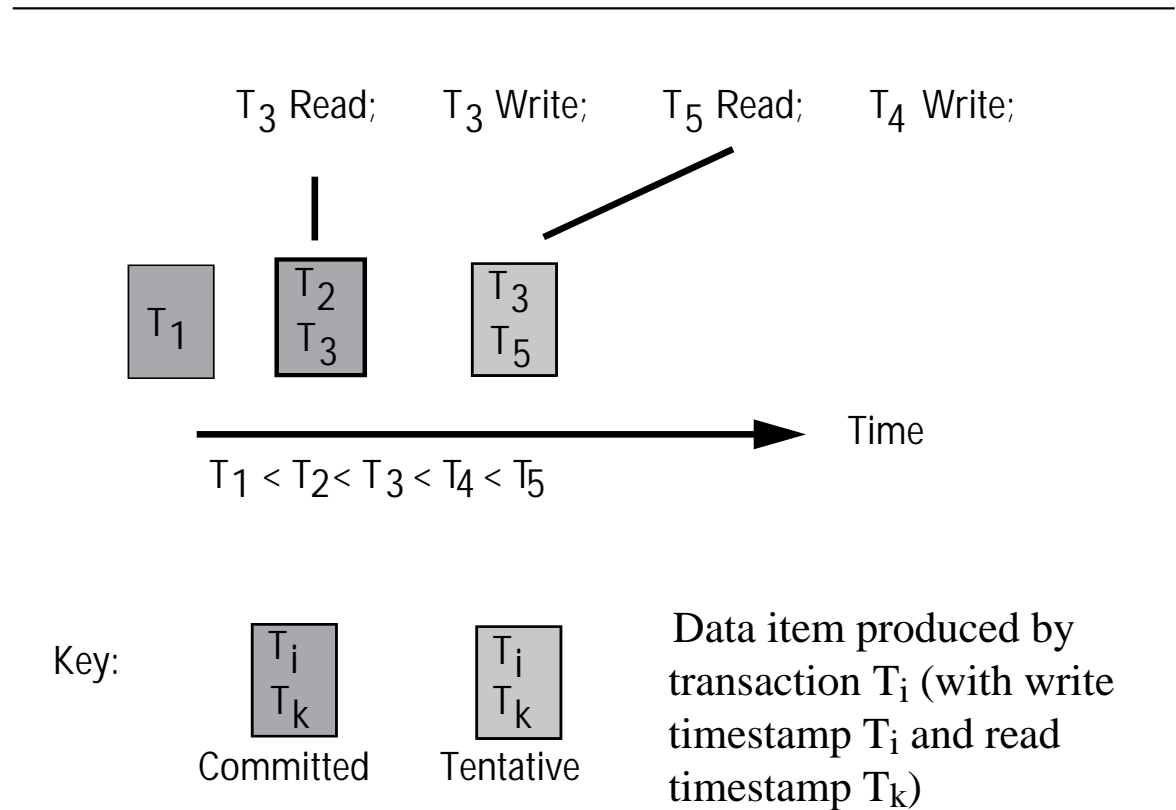 T3 Read; T3 Write; T5 Read; T4 Write;
T2
T3
T1
T3
T5
Time
T1 < T2 < T3 < T4 < T5
Key:
Ti
Tk
Committed
Ti
Tk
Tentative
Data item produced by
transaction Ti (with write
timestamp Ti and read
timestamp Tk)